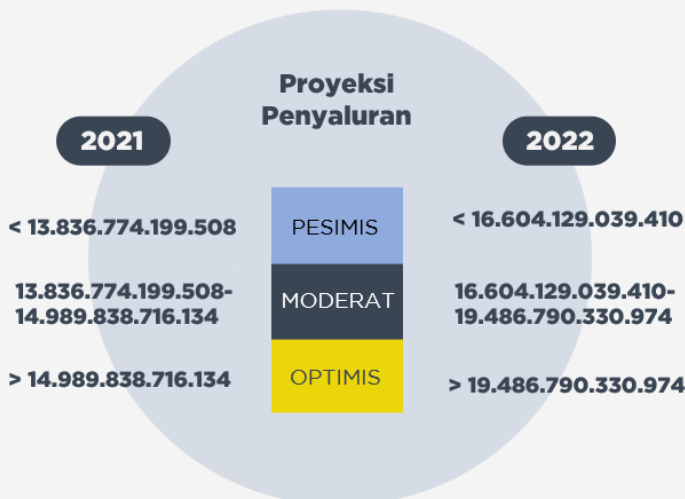 Proyeksi
Penyaluran
2021
2022
< 13.836.774.199.508
PESIMIS
< 16.604.129.039.410
13.836.774.199.508-
14.989.838.716.134
MODERAT
16.604.129.039.410-
19.486.790.330.974
> 14.989.838.716.134
OPTIMIS
> 19.486.790.330.974